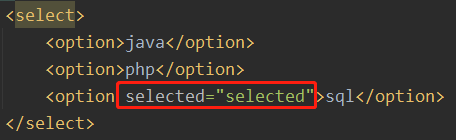 <select>
<option>java</option>
<option>php</option>
<option selected="selected">sql</option>
</select>